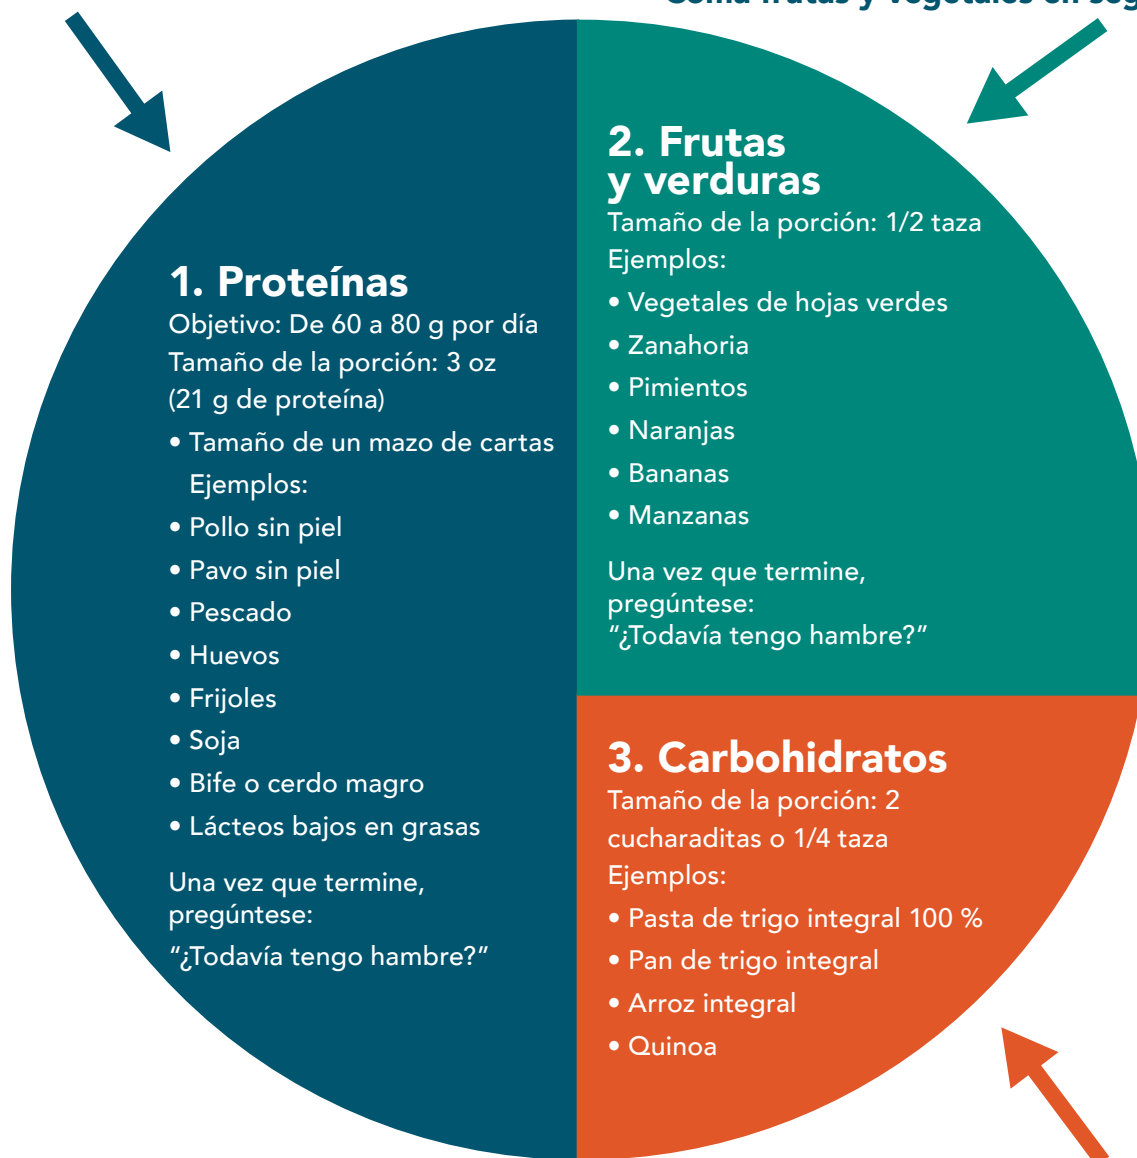 Coma frutas y vegetales en seg
1. Proteínas
Objetivo: De 60 a 80 g por día
Tamaño de la porción: 3 oz
(21 g de proteína)
• Tamaño de un mazo de cartas
Ejemplos:
• Pollo sin piel
• Pavo sin piel
• Pescado
• Huevos
• Frijoles
• Soja
• Bife o cerdo magro
• Lácteos bajos en grasas
Una vez que termine,
pregúntese:
“¿Todavía tengo hambre?”
2. Frutas
y verduras
Tamaño de la porción: 1/2 taza
Ejemplos:
• Vegetales de hojas verdes
• Zanahoria
• Pimientos
• Naranjas
• Bananas
• Manzanas
Una vez que termine,
pregúntese:
“¿Todavía tengo hambre?”
3. Carbohidratos
Tamaño de la porción: 2
cucharaditas o 1/4 taza
Ejemplos:
• Pasta de trigo integral 100 %
• Pan de trigo integral
• Arroz integral
• Quinoa